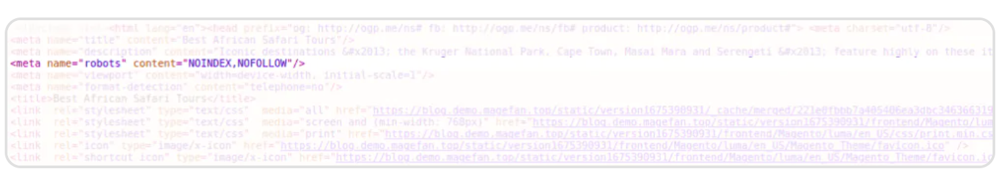 <html lang="en"><head prefix="og: http://ogp.me/ns# fb: http://ogp.me/ns/fb# product: http://ogp.me/ns/product#"> <meta charset="utf-8"/>
<meta name="title" content="Best African Safari Tours"/>
<meta name="description" content="Iconic destinations &#x2013; the Kruger National Park, Cape Town, Masai Mara and Serengeti &#x2013; feature highly on these it
<meta name="robots" content="NOINDEX,NOFOLLOW"/>
<meta name="viewport" content="width=device-width, initial-scale=1"/>
<meta name="format-detection" content="telephone=no"/>
<title>Best African Safari Tours</title>
<link  rel="stylesheet" type="text/css"  media="all" href="https://blog.demo.magefan.top/static/version1675390931/_cache/merged/221e0fbbb7a405406ea3dbc346366319
<link  rel="stylesheet" type="text/css"  media="screen and (min-width: 768px)" href="https://blog.demo.magefan.top/static/version1675390931/frontend/Magento/lum
<link  rel="stylesheet" type="text/css"  media="print" href="https://blog.demo.magefan.top/static/version1675390931/frontend/Magento/luma/en_US/css/print.min.cs
<link  rel="icon" type="image/x-icon" href="https://blog.demo.magefan.top/static/version1675390931/frontend/Magento/luma/en_US/Magento_Theme/favicon.ico" />
<link  rel="shortcut icon" type="image/x-icon" href="https://blog.demo.magefan.top/static/version1675390931/frontend/Magento/luma/en_US/Magento_Theme/favicon.ic